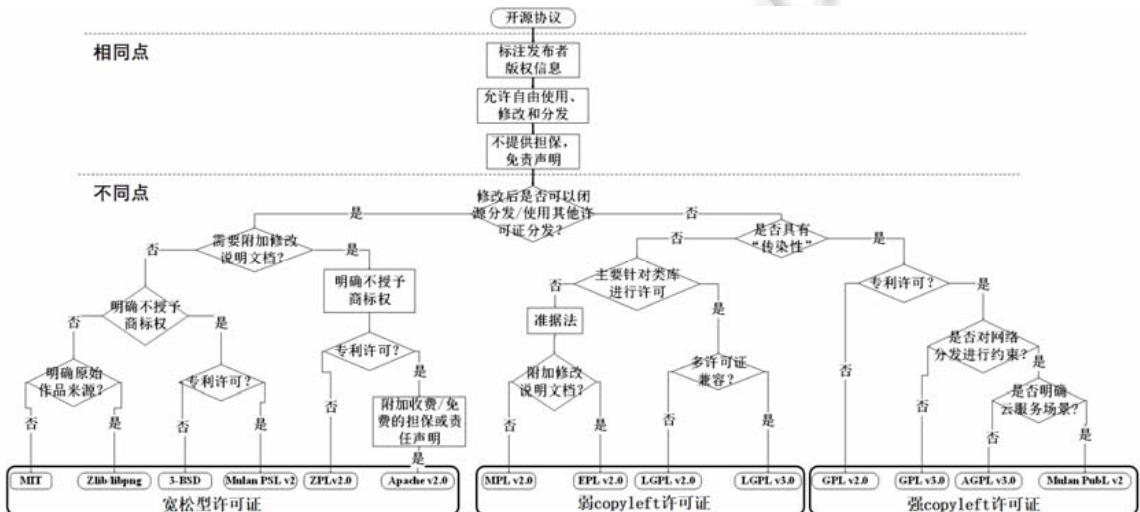 开源协议
相同点
标注发布者
版权信息
允许自由使用、
修改和分发
不提供担保，
免责声明
不同点
修改后是否可以闭
源分发/使用其他许
可证分发？
是
否
需要附加修改
说明文档？
是否具有
“传染性”
否
是
否
是
明确不授予
商标权
主要针对类库
进行许可
专利许可？
明确不授予
商标权
否
是
否
是
准据法
否
是
专利许可？
是否对网络
分发进行约束？
明确原始
作品来源？
专利许可？
附加修改
说明文档？
多许可证
兼容？
是
是
是否明确
云服务场景？
否
附加收费/免
费的担保或责
任声明
否
否
是
否
是
否
是
否
是
否
否
是
是
MIT
Zlib/libpng
3-BSD
Mulan PSL v2
ZPLv2.0
Apache v2.0
MPL v2.0
EPL v2.0
LGPL v2.0
LGPL v3.0
GPL v2.0
GPL v3.0
AGPL v3.0
Mulan PubL v2
宽松型许可证
弱copyleft许可证
强copyleft许可证